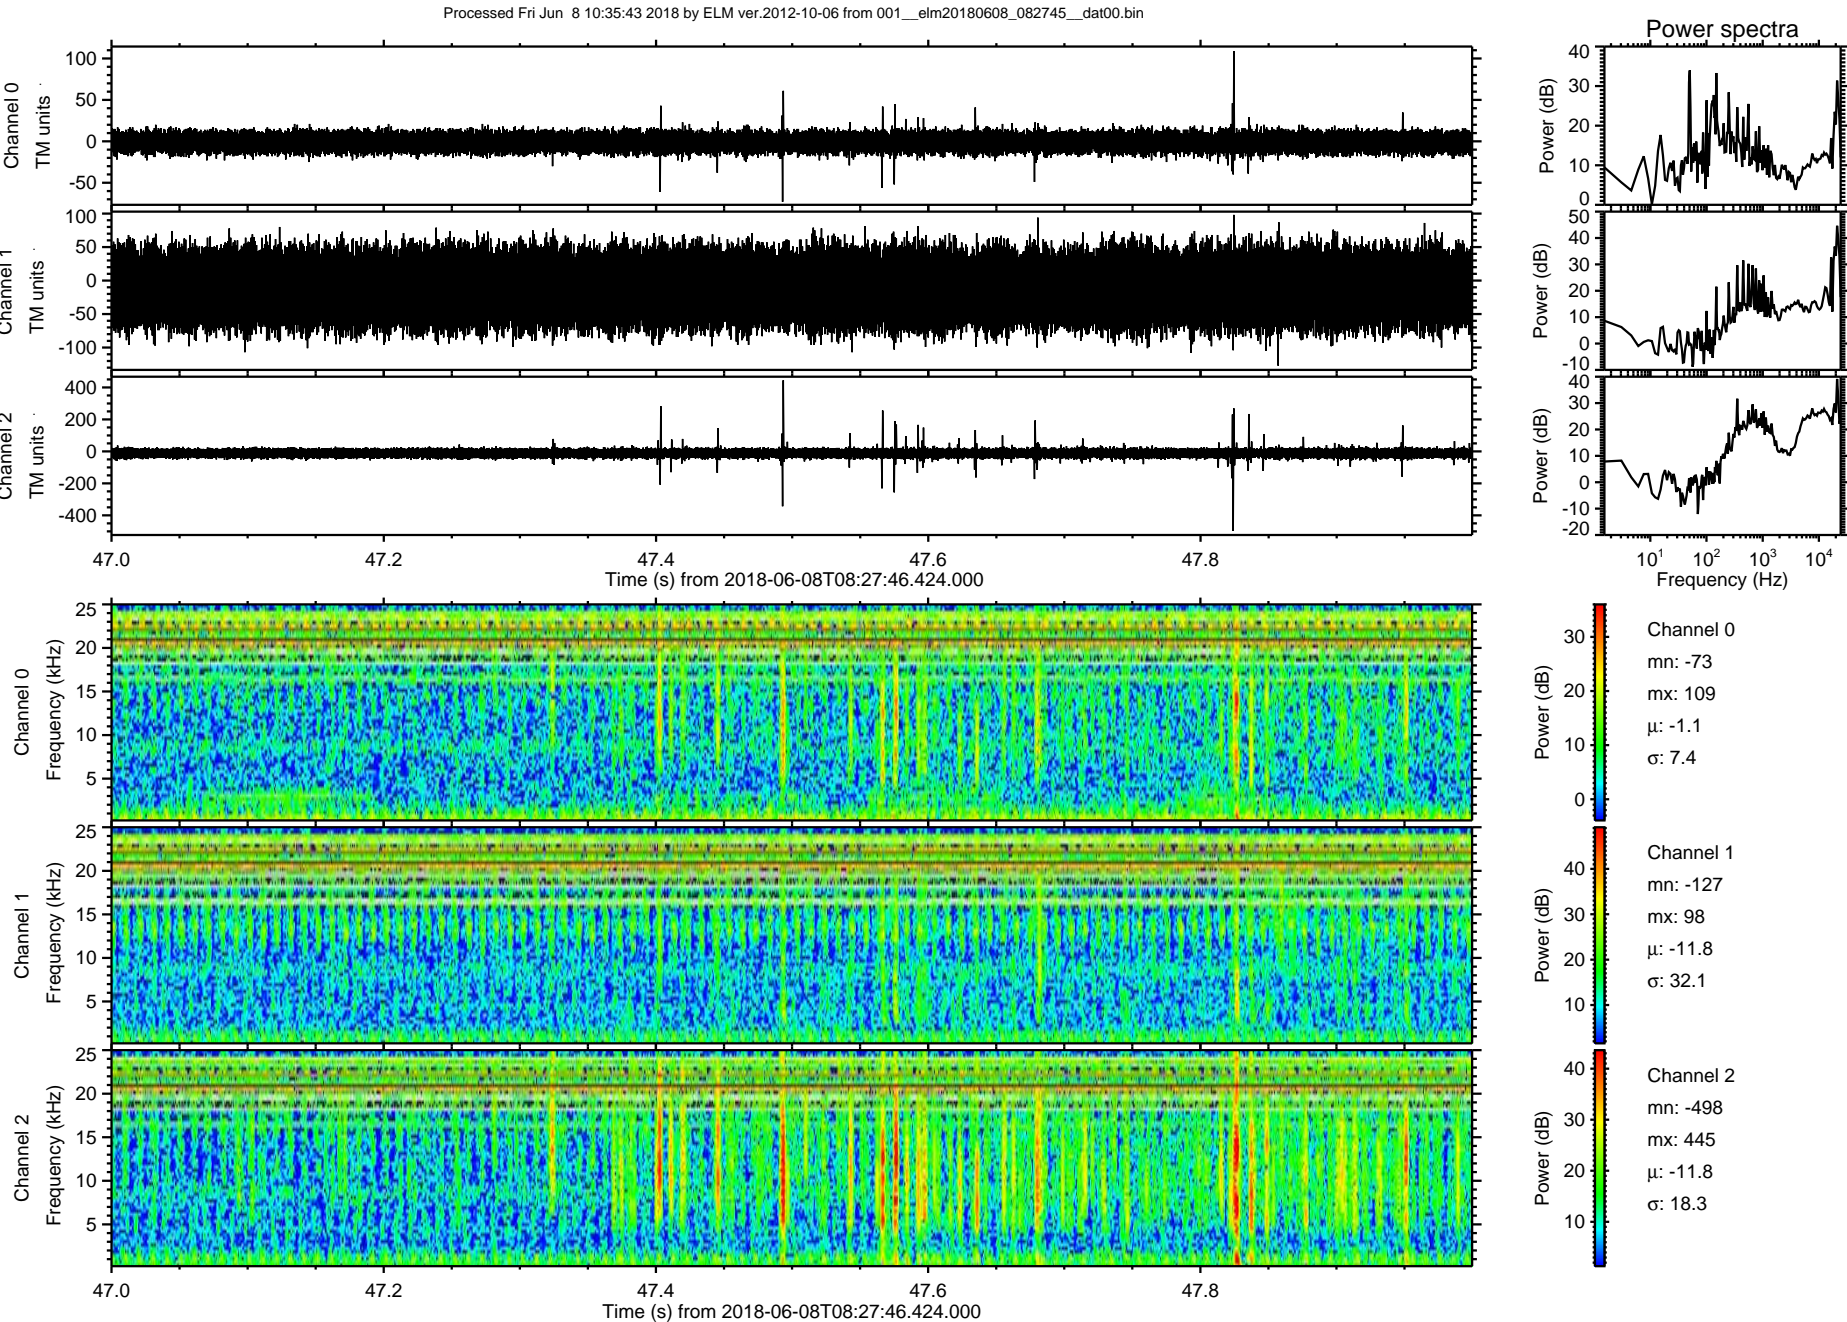 Processed Fri Jun  8 10:35:43 2018 by ELM ver.2012-10-06 from 001__elm20180608_082745__dat00.bin
Power spectra
Channel 0
TM units
100
50
0
-50
Power (dB)
40
30
20
10
0
Channel 1
TM units
100
50
0
-50
-100
Power (dB)
50
40
30
20
10
0
-10
Channel 2
TM units
400
200
0
-200
-400
Power (dB)
40
30
20
10
0
-10
-20
47.0 47.2 47.4 47.6 47.8
Time (s) from 2018-06-08T08:27:46.424.000
10¹ 10² 10³ 10⁴
Frequency (Hz)
Channel 0
Frequency (kHz)
25
20
15
10
5
Power (dB)
30
20
10
0
Channel 0
mn: -73
mx: 109
μ: -1.1
σ: 7.4
Channel 1
Frequency (kHz)
25
20
15
10
5
Power (dB)
40
30
20
10
Channel 1
mn: -127
mx: 98
μ: -11.8
σ: 32.1
Channel 2
Frequency (kHz)
25
20
15
10
5
Power (dB)
40
30
20
10
Channel 2
mn: -498
mx: 445
μ: -11.8
σ: 18.3
47.0 47.2 47.4 47.6 47.8
Time (s) from 2018-06-08T08:27:46.424.000